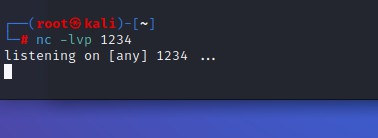 ┌──(root㉿kali)-[~]
└─# nc -lvp 1234
listening on [any] 1234 ...